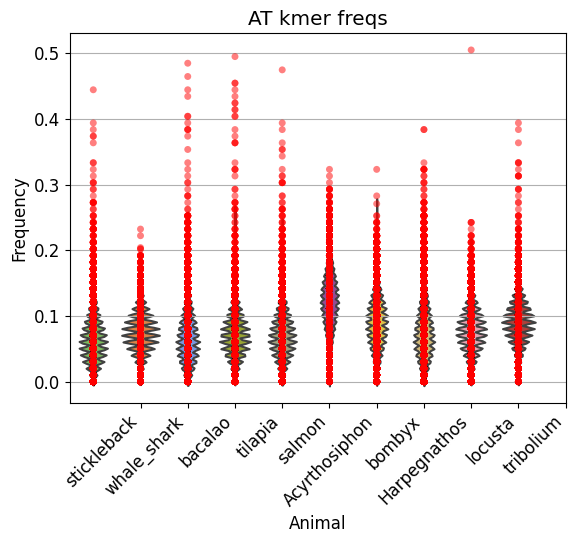 AT kmer freqs
Frequency
0.5
0.4
0.3
0.2
0.1
0.0
stickleback
whale_shark
bacalao
tilapia
salmon
Acyrthosiphon
bombyx
Harpegnathos
locusta
tribolium
Animal